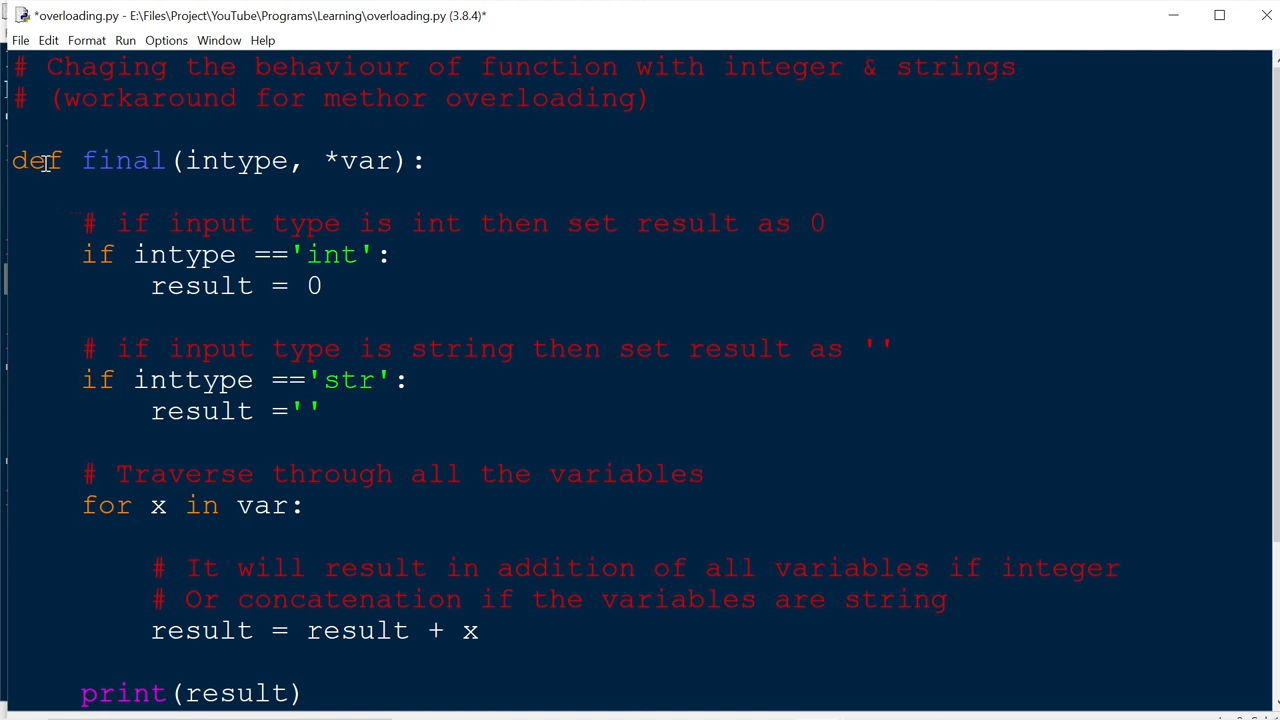 *overloading.py - E:\Files\Project\YouTube\Programs\Learning\overloading.py (3.8.4)*
File Edit Format Run Options Window Help
# Chaging the behaviour of function with integer & strings
# (workaround for methor overloading)
def final(intype, *var):
# if input type is int then set result as 0
if intype =='int':
result = 0
# if input type is string then set result as ''
if inttype =='str':
result =''
# Traverse through all the variables
for x in var:
# It will result in addition of all variables if integer
# Or concatenation if the variables are string
result = result + x
print(result)